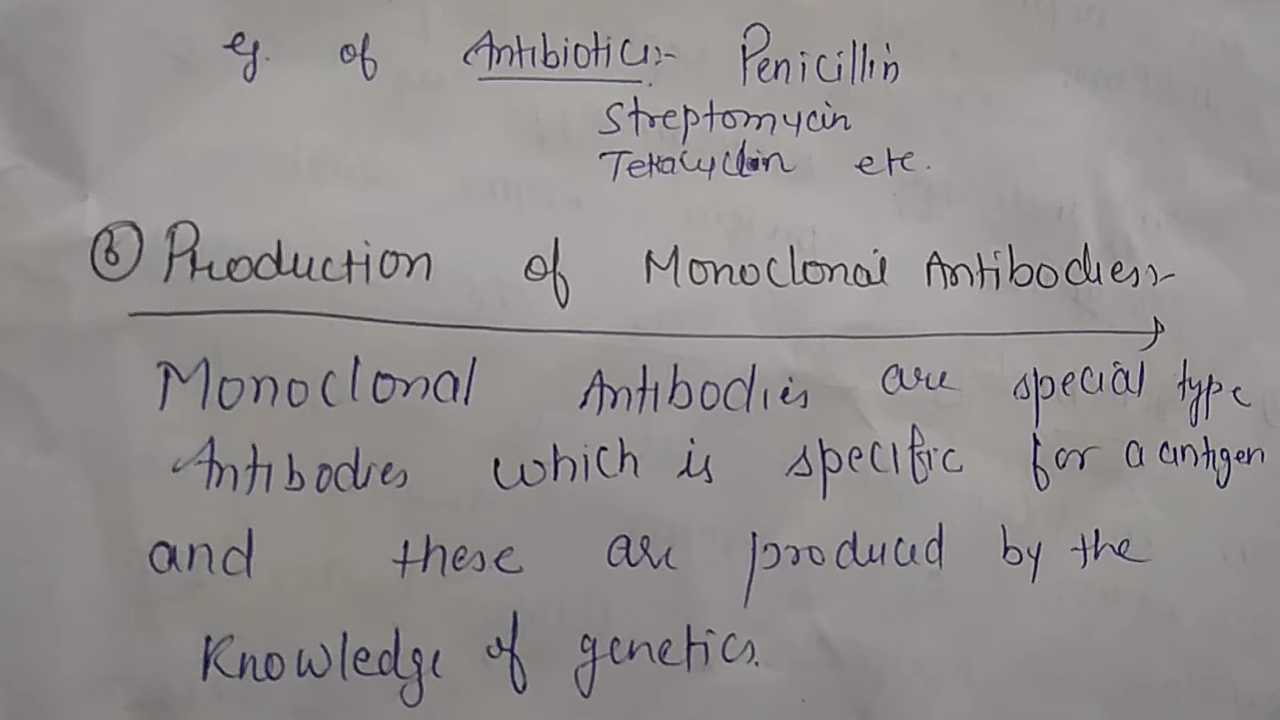 eg. of Antibiotics:- Penicillin
Streptomycin
Tetracyclin etc.
⑥ Production of Monoclonal Antibodies:-
Monoclonal Antibodies are special type
Antibodies which is specific for a antigen
and these are produced by the
Knowledge of genetics.